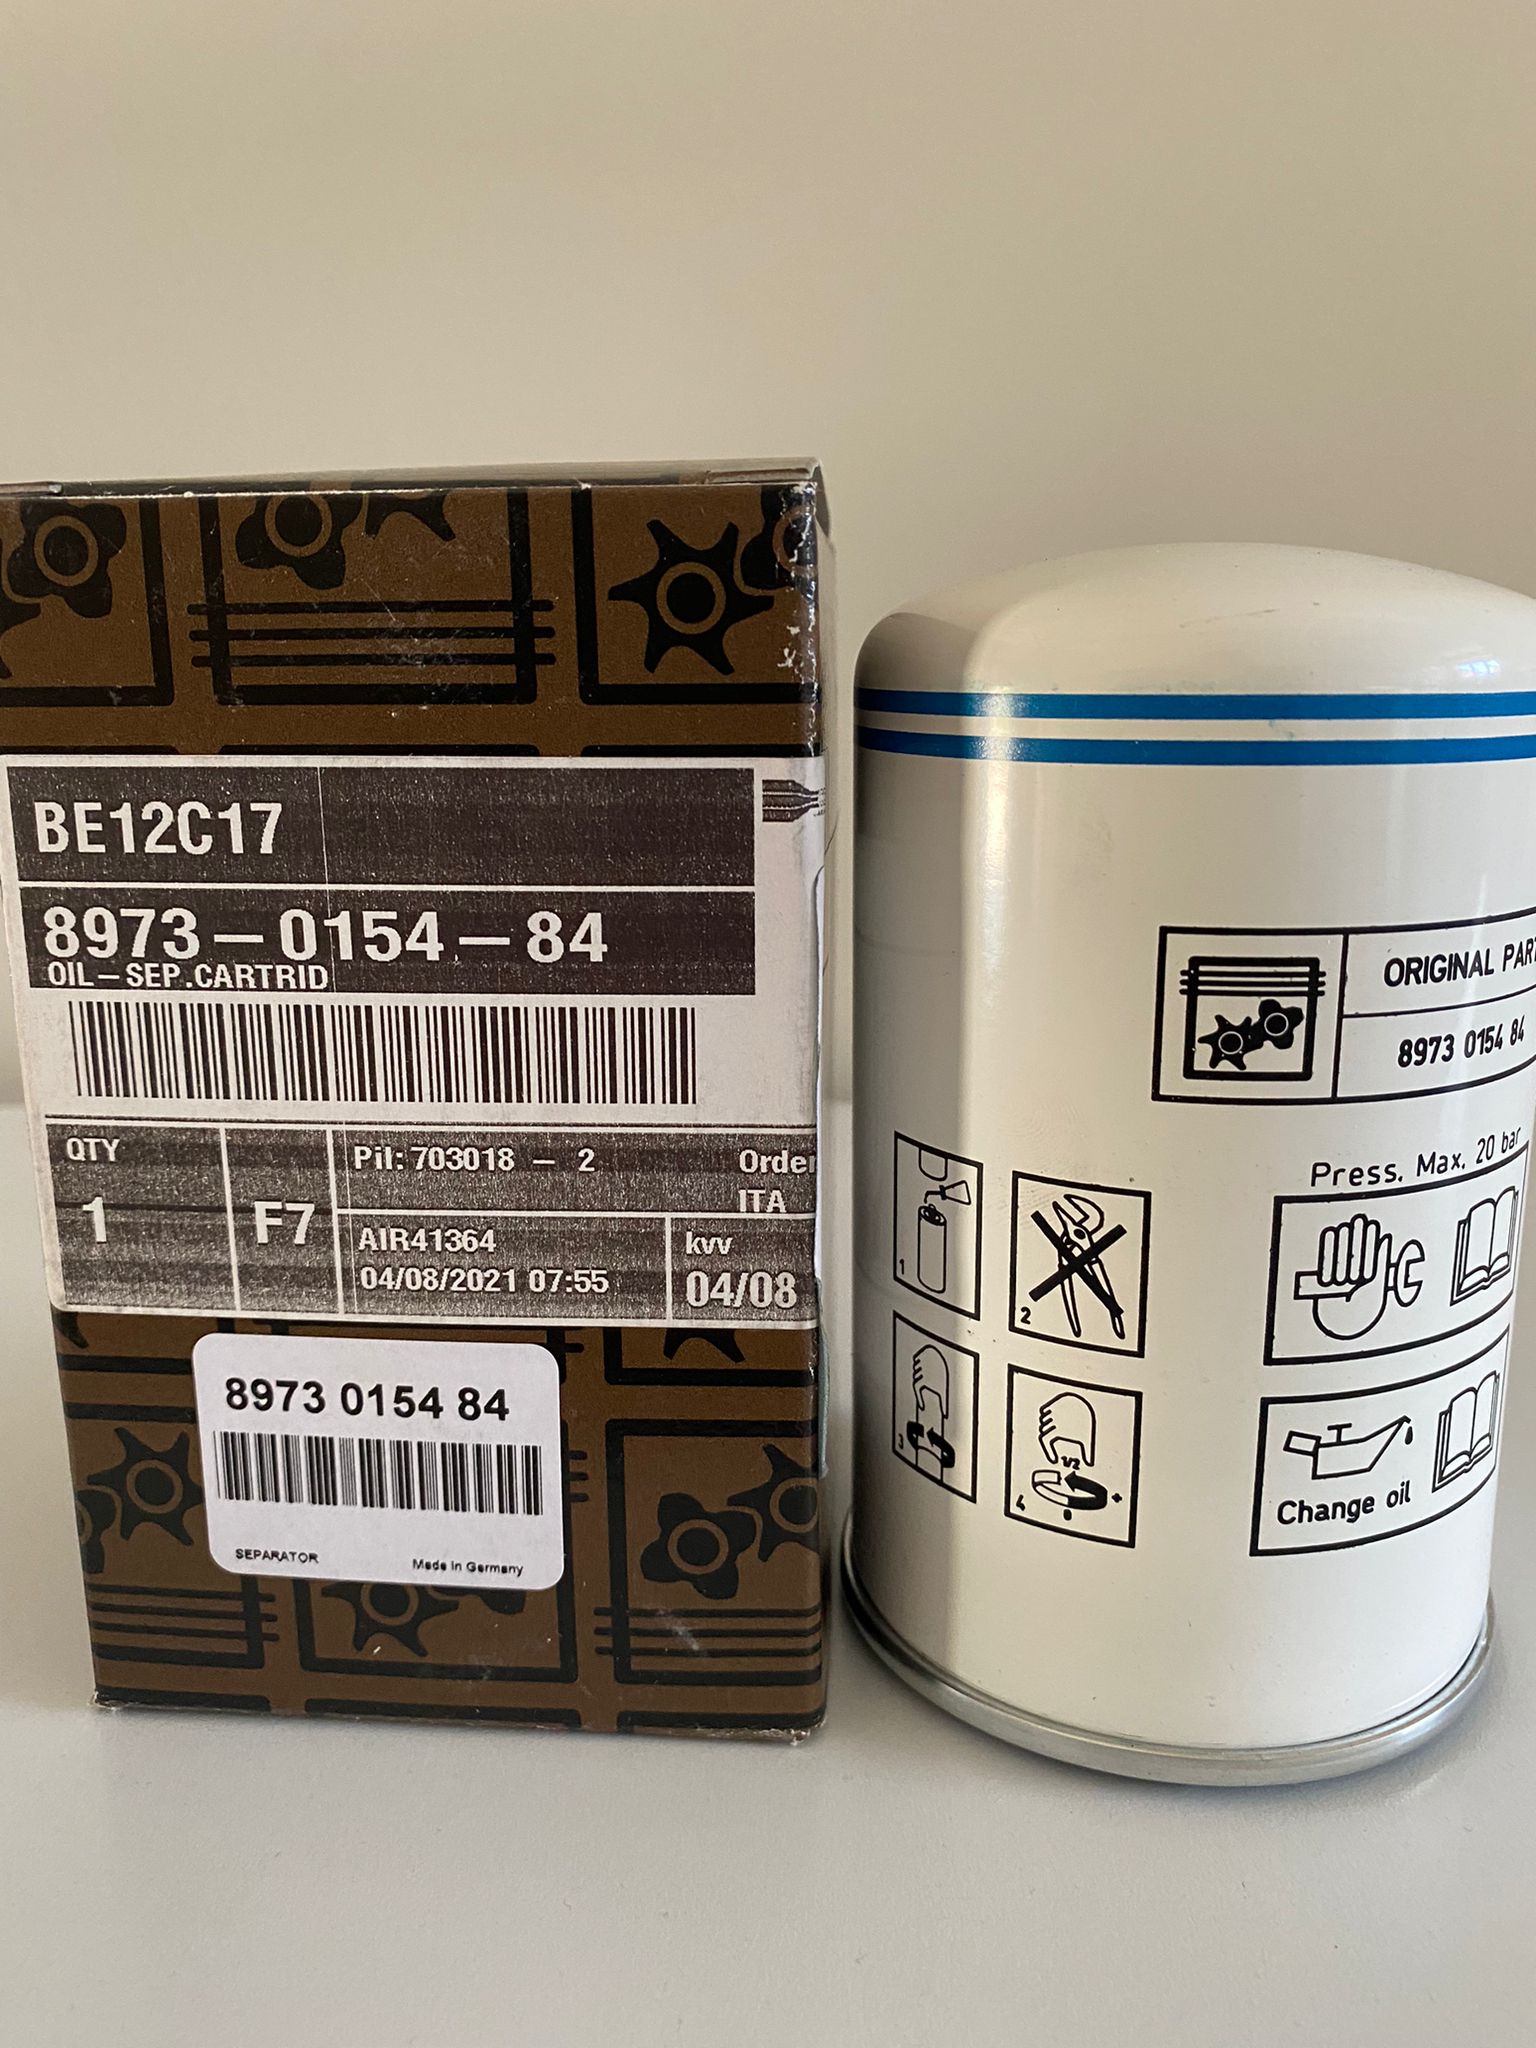 BE12C17
8973-0154-84
OIL-SEP.CARTRID
QTY
1
F7
Pil: 703018 - 2
ITA
AIR41364
04/08/2021 07:55
kvv
04/08
8973 0154 84
SEPARATOR
Made in Germany
ORIGINAL PART
8973 0154 84
Press. Max. 20 bar
1
2
3
4
1/2
+
Change oil